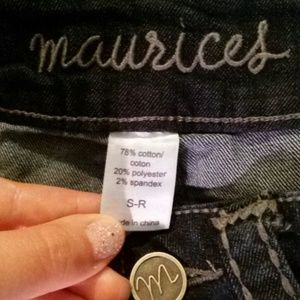 maurices
78% cotton/
coton
20% polyester
2% spandex
S-R
Made in china
m